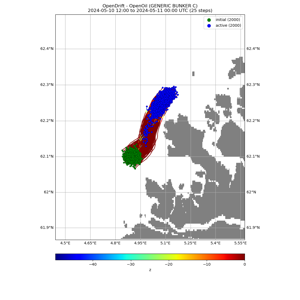 OpenDrift - OpenOil (GENERIC BUNKER C)
2024-05-10 12:00 to 2024-05-11 00:00 UTC (25 steps)
initial (2000)
active (2000)
62.4°N 62.4°N
62.3°N 62.3°N
62.2°N 62.2°N
62.1°N 62.1°N
62°N 62°N
61.9°N 61.9°N
4.5°E 4.65°E 4.8°E 4.95°E 5.1°E 5.25°E 5.4°E 5.55°E
−40 −30 −20 −10 0
z